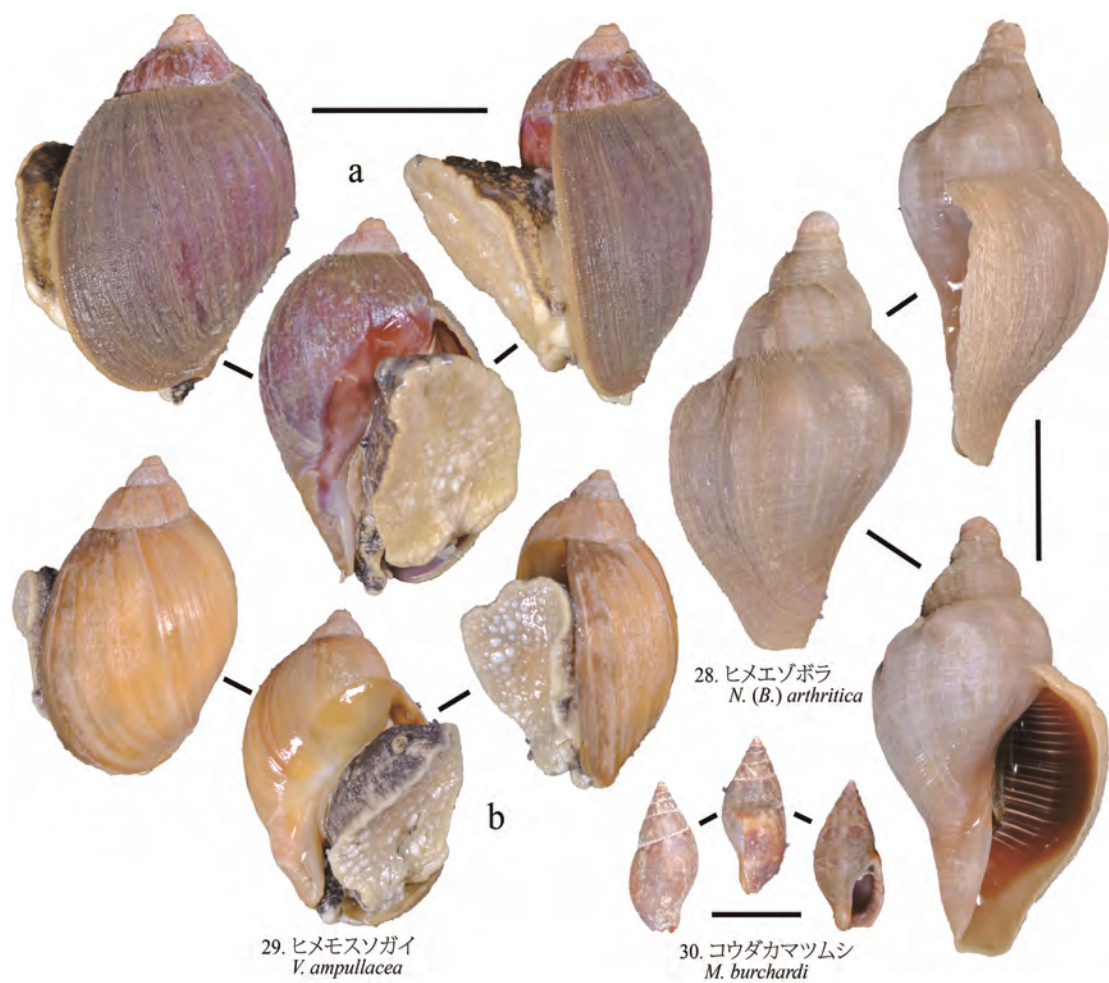 a
28. ヒメエゾボラ
N. (B.) arthritica
b
29. ヒメモスソガイ
V. ampullacea
30. コウダカマツムシ
M. burchardi